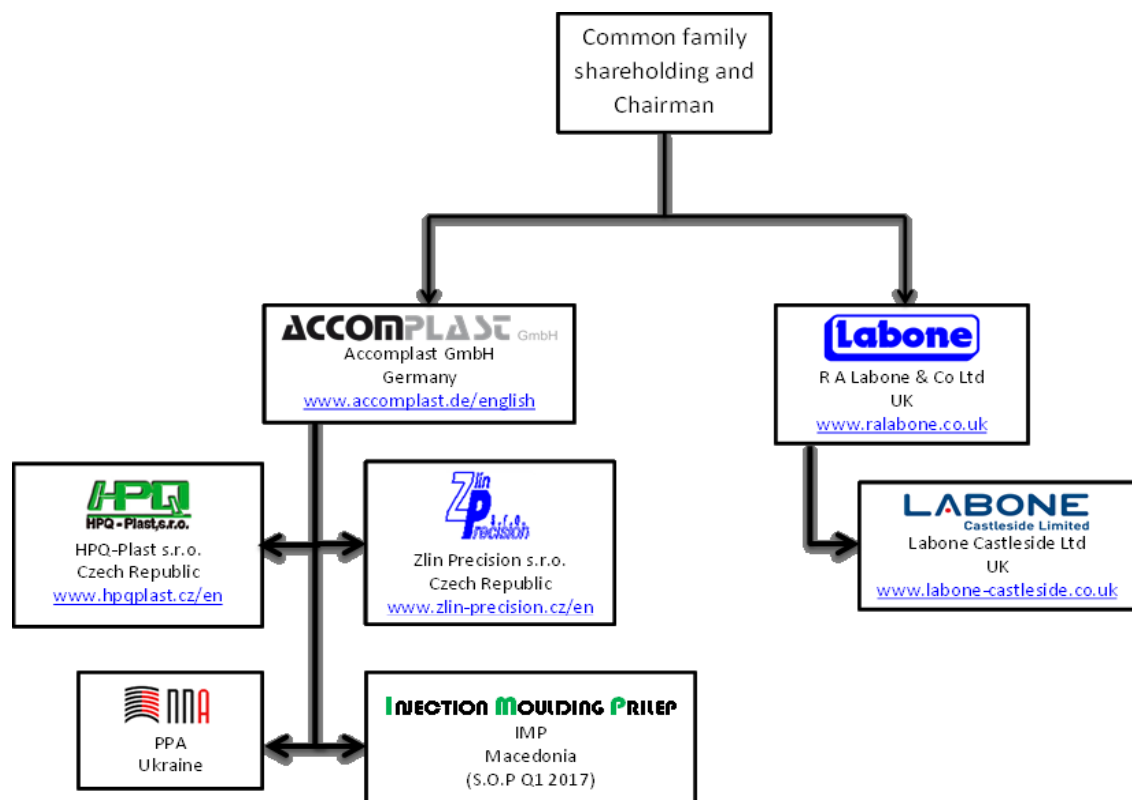 Common family
shareholding and
Chairman
ACCOMPLAST GmbH
Accomplast GmbH
Germany
www.accomplast.de/english
Labone
R A Labone & Co Ltd
UK
www.ralabone.co.uk
HPQ
HPQ - Plast,s.r.o.
HPQ-Plast s.r.o.
Czech Republic
www.hpqplast.cz/en
Zlin
s.r.o.
Precision
Zlin Precision s.r.o.
Czech Republic
www.zlin-precision.cz/en
LABONE
Castleside Limited
Labone Castleside Ltd
UK
www.labone-castleside.co.uk
ППА
PPA
Ukraine
INJECTION MOULDING PRILEP
IMP
Macedonia
(S.O.P Q1 2017)